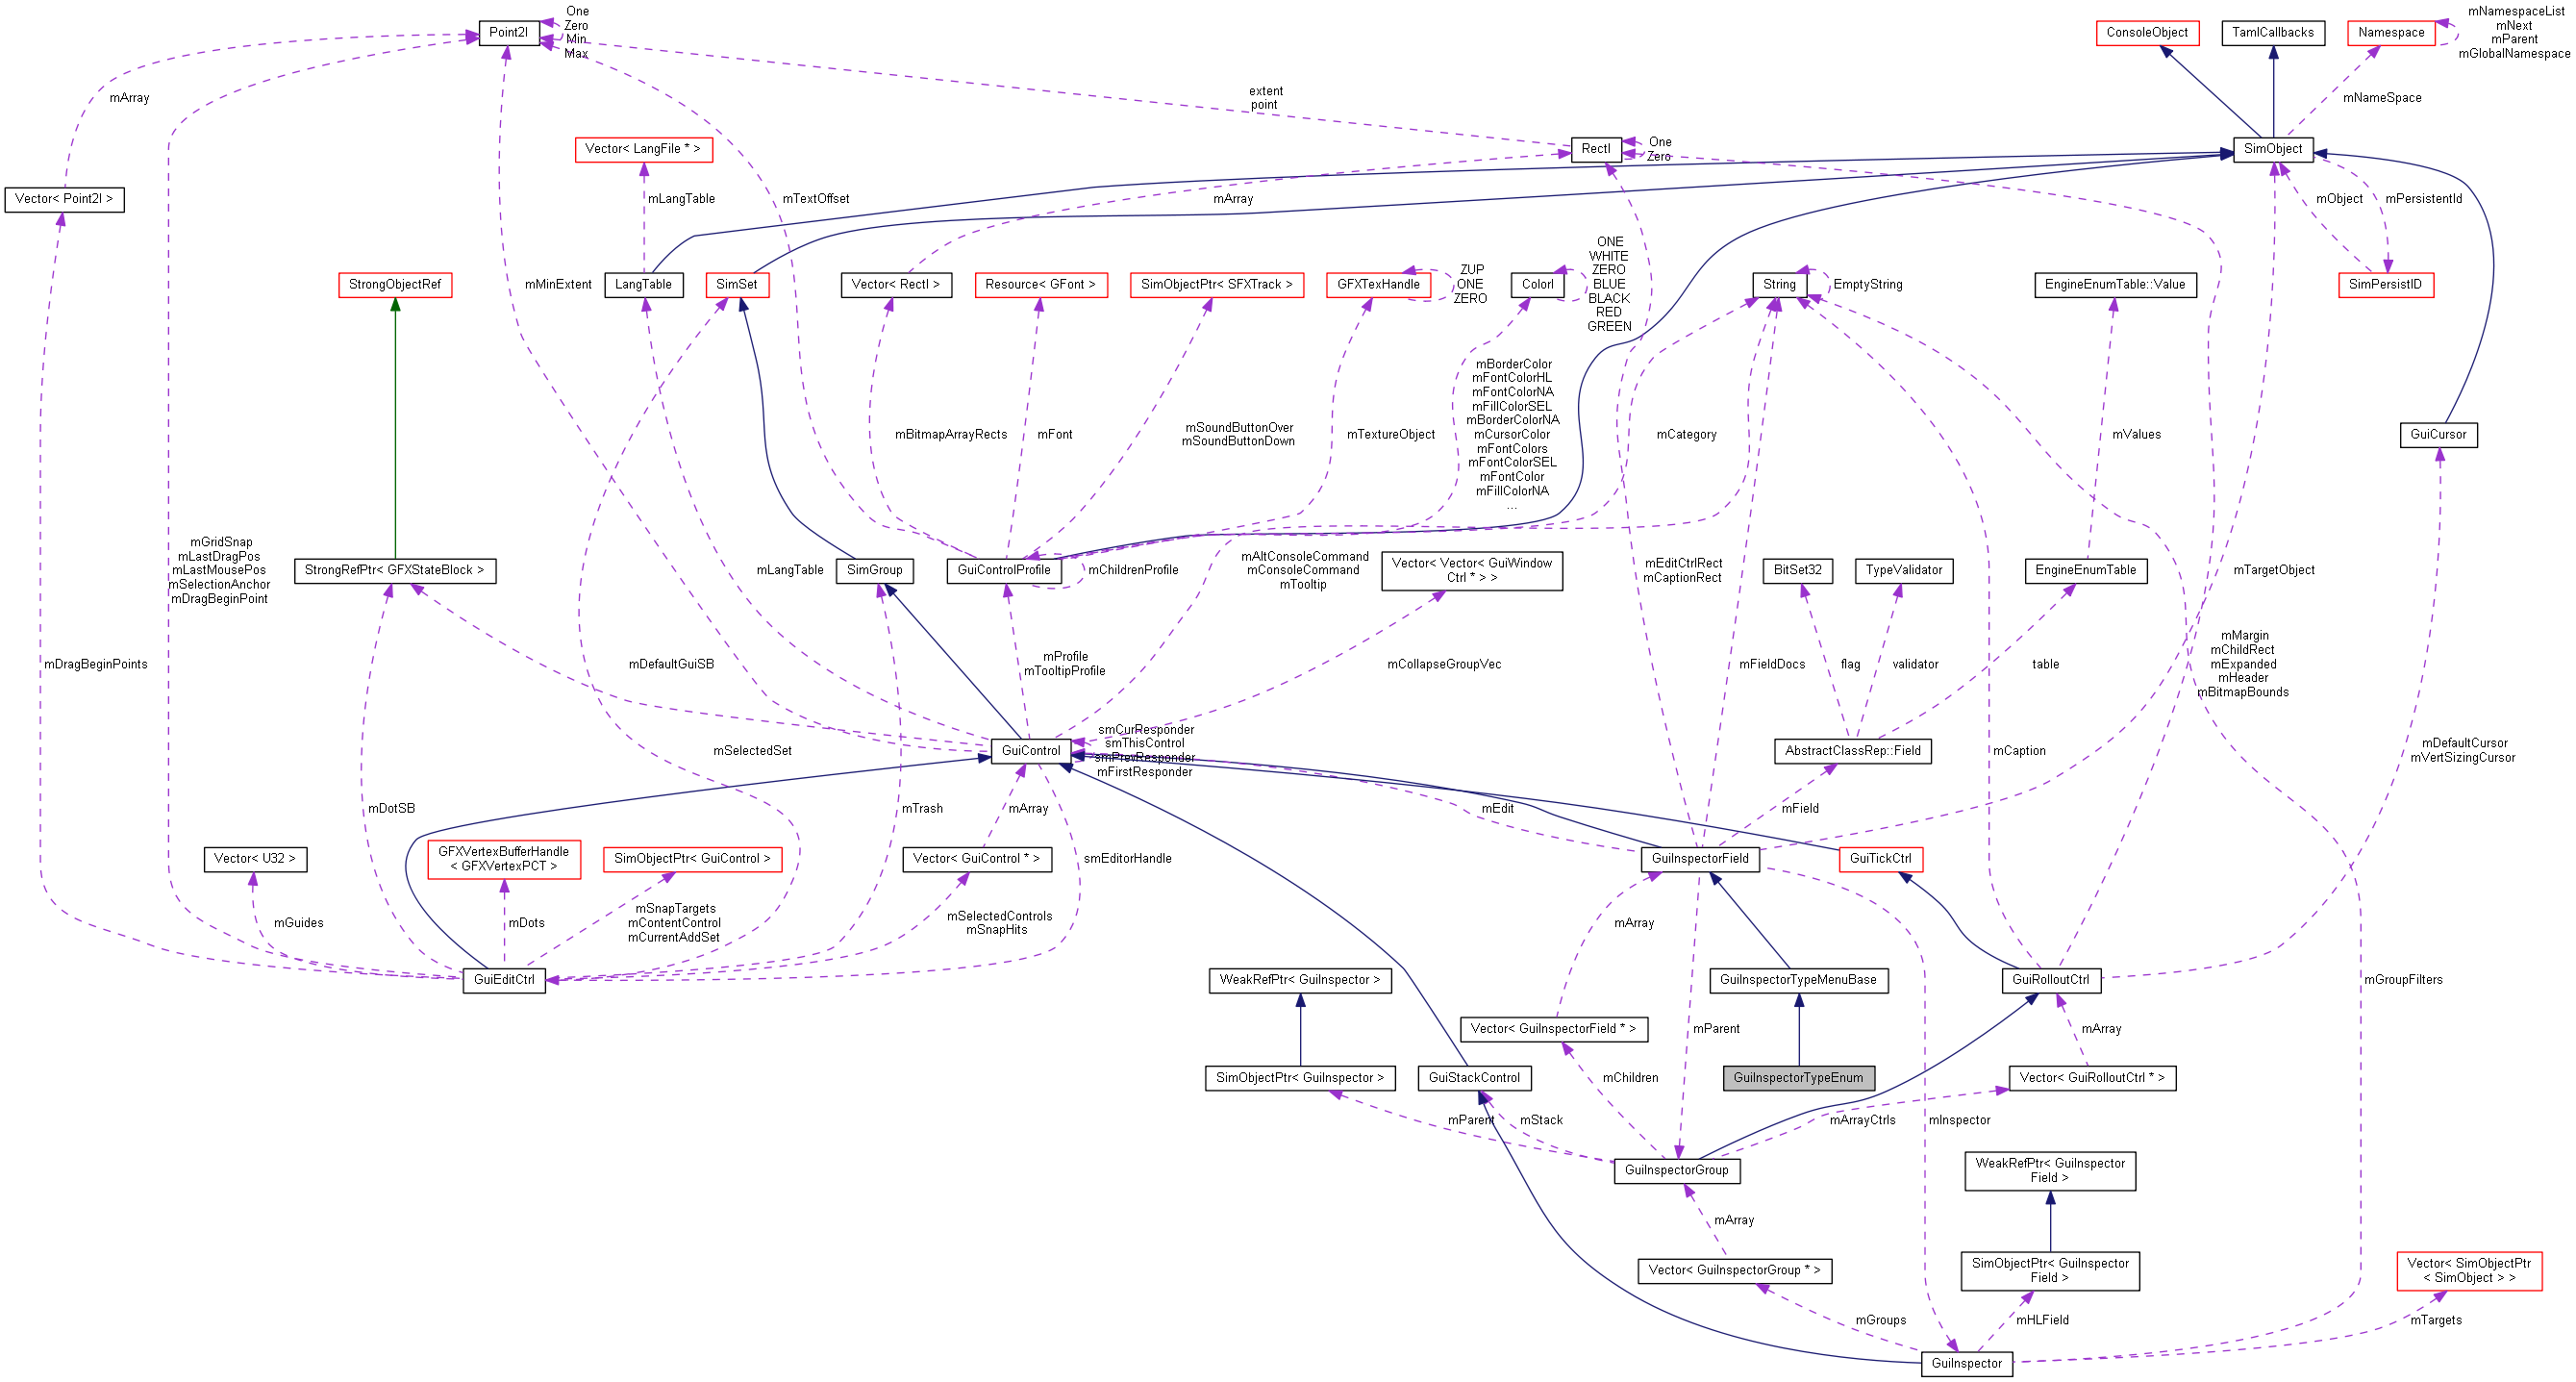 One
Zero
Min
Max
Point2I
ConsoleObject
TamlCallbacks
Namespace
mNamespaceList
mNext
mParent
mGlobalNamespace
mArray
extent
point
mNameSpace
Vector< LangFile * >
RectI
One
Zero
SimObject
Vector< Point2I >
mLangTable
mTextOffset
mArray
mObject
mPersistentId
StrongObjectRef
mMinExtent
LangTable
SimSet
Vector< RectI >
Resource< GFont >
SimObjectPtr< SFXTrack >
GFXTexHandle
ZUP
ONE
ZERO
ColorI
ONE
WHITE
ZERO
BLUE
BLACK
RED
GREEN
String
EmptyString
EngineEnumTable::Value
SimPersistID
mBitmapArrayRects
mFont
mSoundButtonOver
mSoundButtonDown
mTextureObject
mBorderColor
mFontColorHL
mFontColorNA
mFillColorSEL
mBorderColorNA
mCursorColor
mFontColors
mFontColorSEL
mFontColor
mFillColorNA
...
mCategory
mValues
GuiCursor
mGridSnap
mLastDragPos
mLastMousePos
mSelectionAnchor
mDragBeginPoint
StrongRefPtr< GFXStateBlock >
mLangTable
SimGroup
GuiControlProfile
mChildrenProfile
mAltConsoleCommand
mConsoleCommand
mTooltip
Vector< Vector< GuiWindow
Ctrl * > >
mEditCtrlRect
mCaptionRect
BitSet32
TypeValidator
EngineEnumTable
mTargetObject
mDragBeginPoints
mDefaultGuiSB
mProfile
mTooltipProfile
mCollapseGroupVec
mFieldDocs
flag
validator
table
mMargin
mChildRect
mExpanded
mHeader
mBitmapBounds
mSelectedSet
GuiControl
smCurResponder
smThisControl
smPrevResponder
smFirstResponder
AbstractClassRep::Field
mCaption
mDefaultCursor
mVertSizingCursor
mDotSB
mTrash
mArray
mEdit
mField
Vector< U32 >
GFXVertexBufferHandle
< GFXVertexPCT >
SimObjectPtr< GuiControl >
Vector< GuiControl * >
smEditorHandle
GuiInspectorField
GuiTickCtrl
mGuides
mDots
mSnapTargets
mContentControl
mCurrentAddSet
mSelectedControls
mSnapHits
mArray
GuiEditCtrl
WeakRefPtr< GuiInspector >
GuiInspectorTypeMenuBase
GuiRolloutCtrl
mGroupFilters
Vector< GuiInspectorField * >
mParent
mArray
SimObjectPtr< GuiInspector >
GuiStackControl
mChildren
GuiInspectorTypeEnum
Vector< GuiRolloutCtrl * >
mParent
mStack
mArrayCtrls
mInspector
GuiInspectorGroup
WeakRefPtr< GuiInspector
Field >
mArray
Vector< GuiInspectorGroup * >
SimObjectPtr< GuiInspector
Field >
Vector< SimObjectPtr
< SimObject > >
mGroups
mHLField
mTargets
GuiInspector